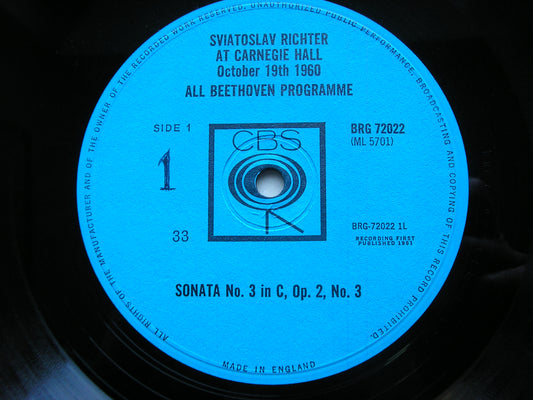 ALL RIGHTS OF THE MANUFACTURER AND OF THE OWNER OF THE RECORDED WORK RESERVED. UNAUTHORIZED PUBLIC PERFORMANCE, BROADCASTING AND COPYING OF THIS RECORD PROHIBITED.
SVIATOSLAV RICHTER
AT CARNEGIE HALL
October 19th 1960
ALL BEETHOVEN PROGRAMME
SIDE 1
CBS
BRG 72022
(ML 5701)
1
33
BRG-72022 1L
RECORDING FIRST
PUBLISHED 1961
SONATA No. 3 in C, Op. 2, No. 3
MADE IN ENGLAND